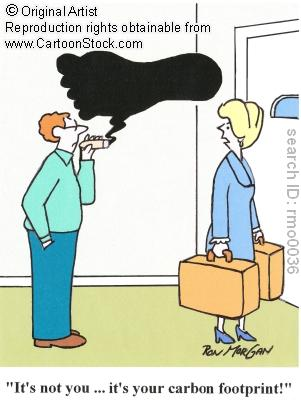 © Original Artist
Reproduction rights obtainable from
www.CartoonStock.com
search ID: rmo0036
RON MORGAN
"It's not you ... it's your carbon footprint!"